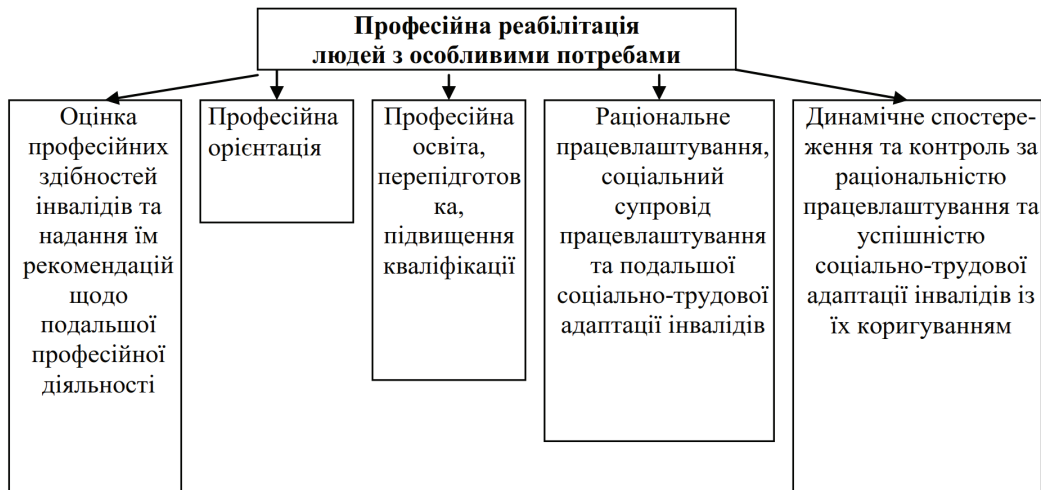 Професійна реабілітація
людей з особливими потребами
Оцінка
професійних
здібностей
інвалідів та
надання їм
рекомендацій
щодо
подальшої
професійної
діяльності
Професійна
орієнтація
Професійна
освіта,
перепідготов
ка,
підвищення
кваліфікації
Раціональне
працевлаштування,
соціальний
супровід
працевлаштування
та подальшої
соціально-трудової
адаптації інвалідів
Динамічне спостере-
ження та контроль за
раціональністю
працевлаштування та
успішністю
соціально-трудової
адаптації інвалідів із
їх коригуванням